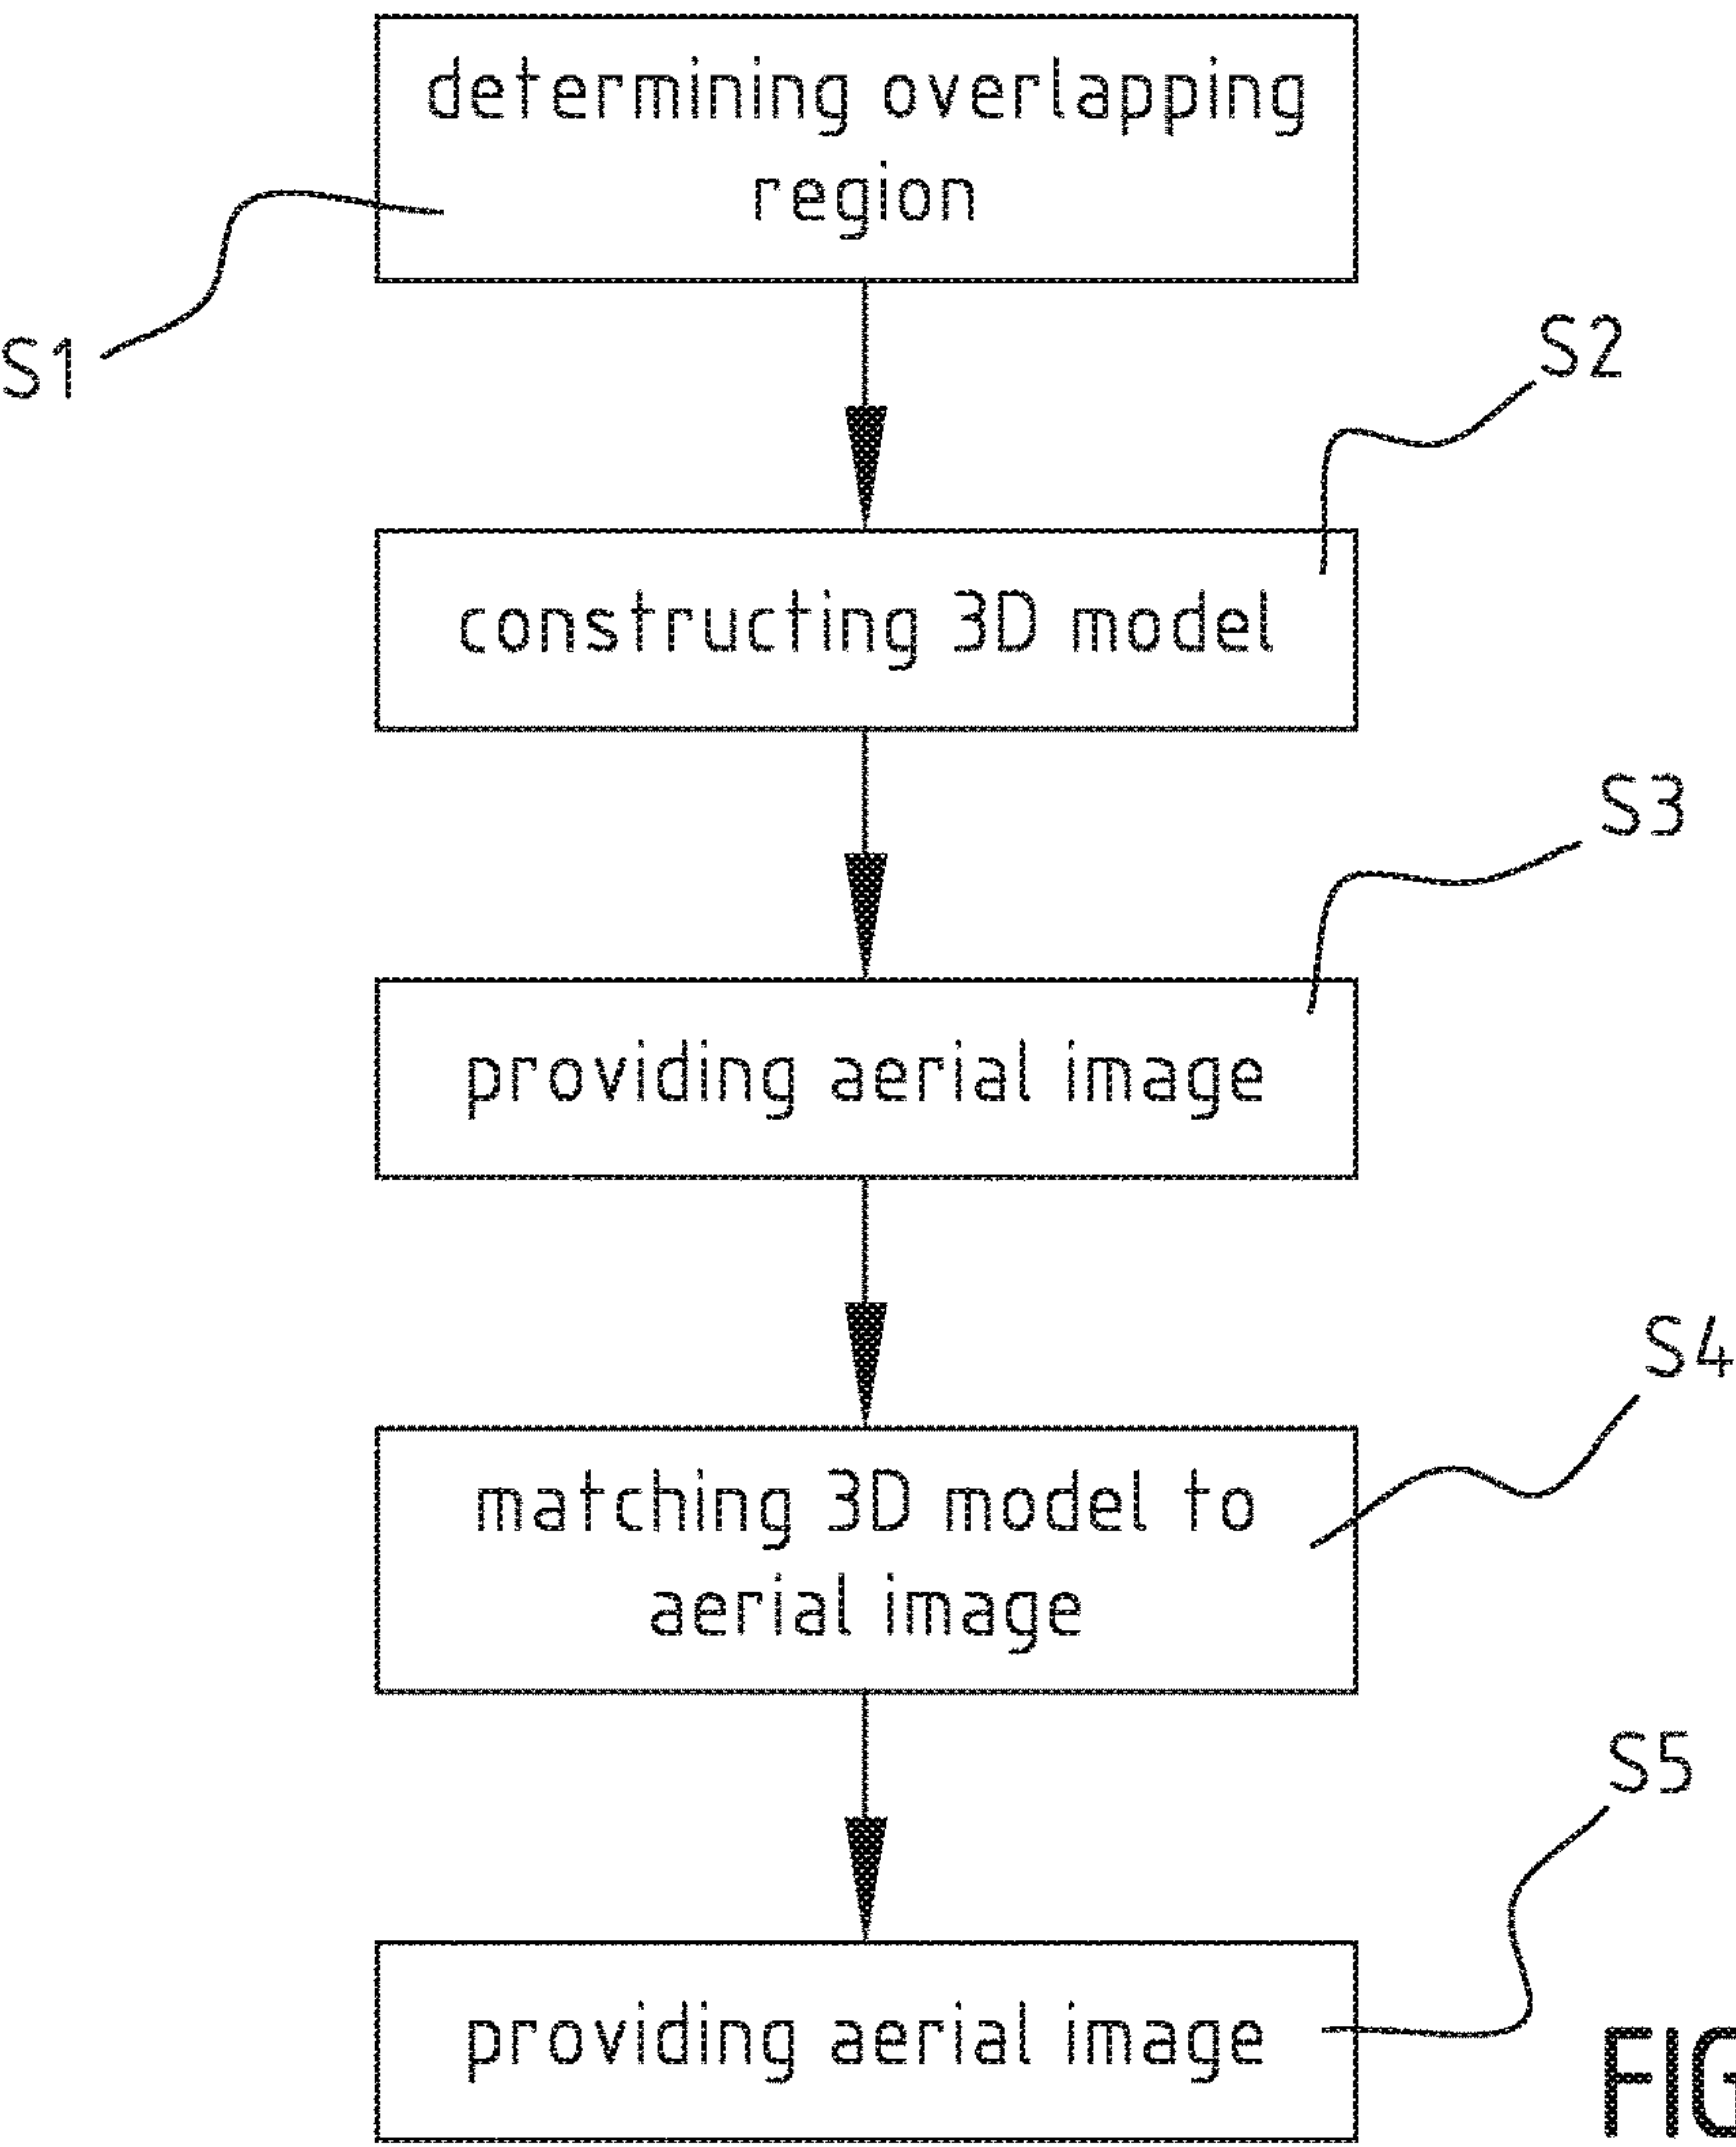 determining overlapping
region
S1
S2
constructing 3D model
S3
providing aerial image
S4
matching 3D model to
aerial image
S5
providing aerial image
FIG